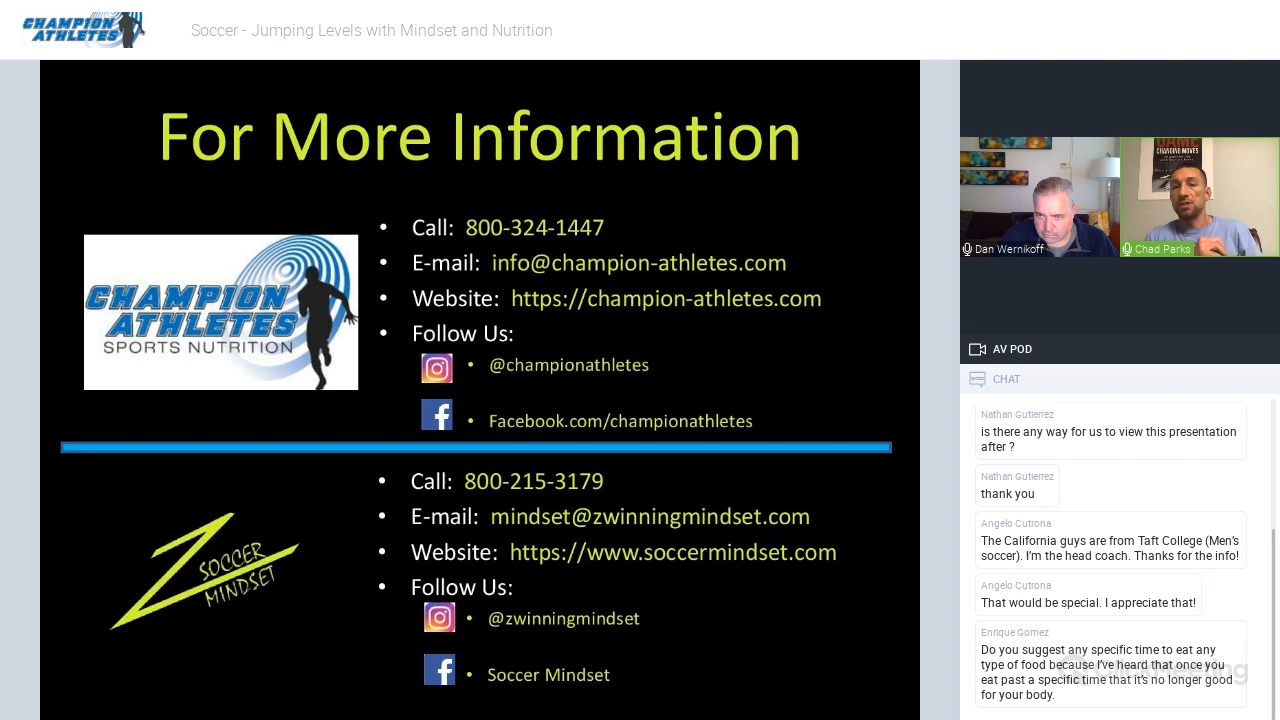 CHAMPION
ATHLETES
Soccer - Jumping Levels with Mindset and Nutrition
For More Information
CHAMPION
ATHLETES
SPORTS NUTRITION
• Call: 800-324-1447
• E-mail: info@champion-athletes.com
• Website: https://champion-athletes.com
• Follow Us:
• @championathletes
• Facebook.com/championathletes
Z SOCCER
MINDSET
• Call: 800-215-3179
• E-mail: mindset@zwinningmindset.com
• Website: https://www.soccermindset.com
• Follow Us:
• @zwinningmindset
• Soccer Mindset
GAME
CHANGING MOVES
Dan Wernikoff
Chad Parks
AV POD
CHAT
Nathan Gutierrez
is there any way for us to view this presentation
after ?
Nathan Gutierrez
thank you
Angelo Cutrona
The California guys are from Taft College (Men's
soccer). I'm the head coach. Thanks for the info!
Angelo Cutrona
That would be special. I appreciate that!
Enrique Gomez
Do you suggest any specific time to eat any
type of food because I've heard that once you
eat past a specific time that it's no longer good
for your body.
ClickMeeting